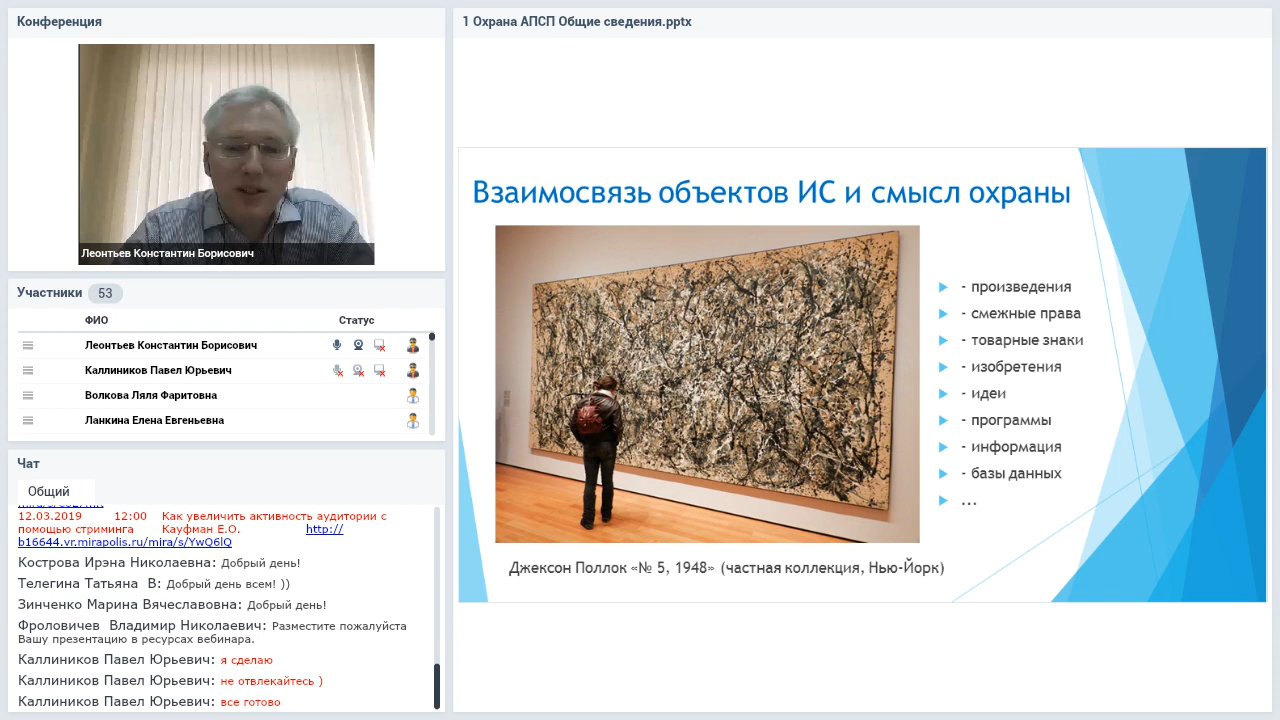 Конференция
Леонтьев Константин Борисович
Участники 53
ФИО Статус
Леонтьев Константин Борисович
Каллиников Павел Юрьевич
Волкова Ляля Фаритовна
Ланкина Елена Евгеньевна
Чат
Общий
12.03.2019 12:00 Как увеличить активность аудитории с
помощью стриминга Кауфман Е.О. http://
b16644.vr.mirapolis.ru/mira/s/YwQ6lQ
Кострова Ирэна Николаевна: Добрый день!
Телегина Татьяна В: Добрый день всем! ))
Зинченко Марина Вячеславовна: Добрый день!
Фроловичев Владимир Николаевич: Разместите пожалуйста
Вашу презентацию в ресурсах вебинара.
Каллиников Павел Юрьевич: я сделаю
Каллиников Павел Юрьевич: не отвлекайтесь )
Каллиников Павел Юрьевич: все готово
1 Охрана АПСП Общие сведения.pptx
Взаимосвязь объектов ИС и смысл охраны
- произведения
- смежные права
- товарные знаки
- изобретения
- идеи
- программы
- информация
- базы данных
- ...
Джексон Поллок «№ 5, 1948» (частная коллекция, Нью-Йорк)